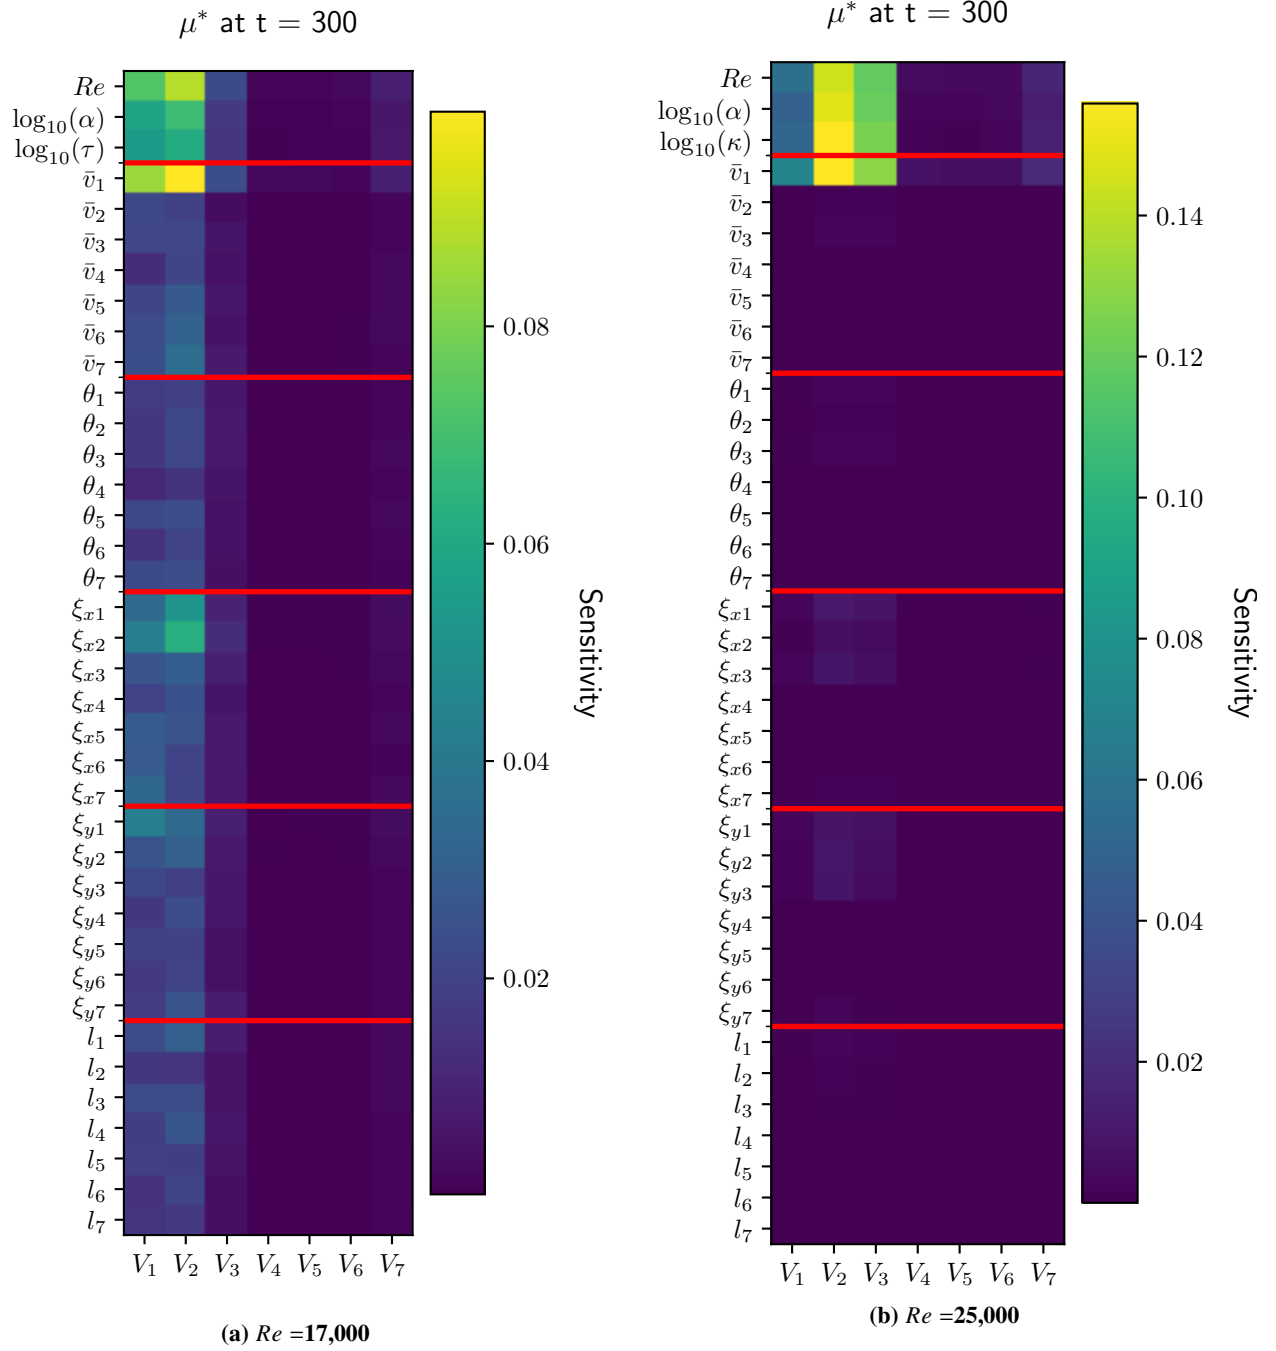 μ* at t = 300
Re
log₁₀(α)
log₁₀(τ)
v̄₁
v̄₂
v̄₃
v̄₄
v̄₅
v̄₆
v̄₇
θ₁
θ₂
θ₃
θ₄
θ₅
θ₆
θ₇
ξx1
ξx2
ξx3
ξx4
ξx5
ξx6
ξx7
ξy1
ξy2
ξy3
ξy4
ξy5
ξy6
ξy7
l₁
l₂
l₃
l₄
l₅
l₆
l₇
V₁ V₂ V₃ V₄ V₅ V₆ V₇
0.08
0.06
0.04
0.02
Sensitivity
(a) Re =17,000
μ* at t = 300
Re
log₁₀(α)
log₁₀(κ)
v̄₁
v̄₂
v̄₃
v̄₄
v̄₅
v̄₆
v̄₇
θ₁
θ₂
θ₃
θ₄
θ₅
θ₆
θ₇
ξx1
ξx2
ξx3
ξx4
ξx5
ξx6
ξx7
ξy1
ξy2
ξy3
ξy4
ξy5
ξy6
ξy7
l₁
l₂
l₃
l₄
l₅
l₆
l₇
V₁ V₂ V₃ V₄ V₅ V₆ V₇
0.14
0.12
0.10
0.08
0.06
0.04
0.02
Sensitivity
(b) Re =25,000